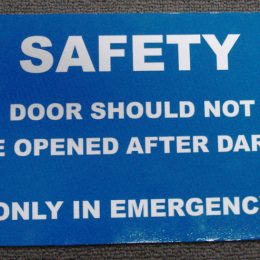 SAFETY
DOOR SHOULD NOT
E OPENED AFTER DAR
ONLY IN EMERGENC